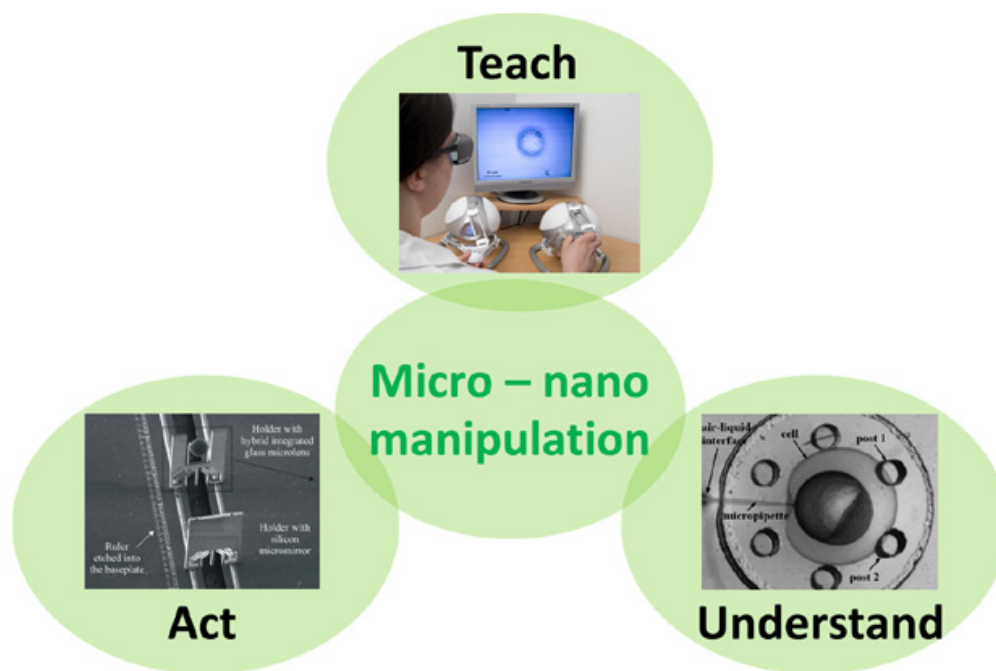 Teach
Micro – nano
manipulation
Holder with
hybrid integrated
glass microlens
Holder with
silicon
micromirror
Ruler
etched into
the baseplate
Act
air-liquid
interface
cell
post 1
micropipette
post 2
Understand